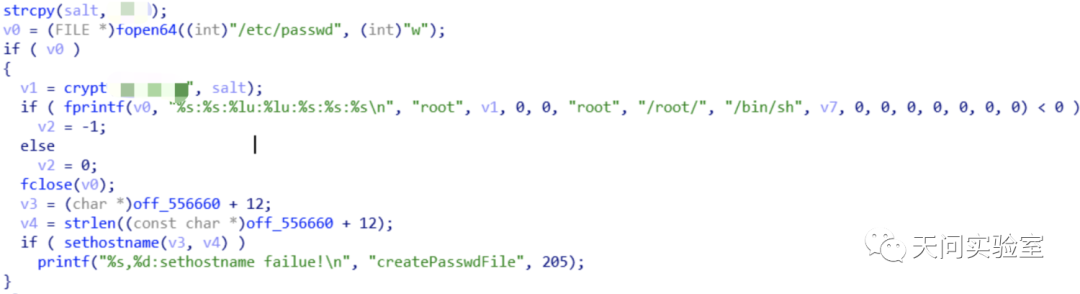 strcpy(salt, );
v0 = (FILE *)fopen64((int)"/etc/passwd", (int)"w");
if ( v0 )
{
v1 = crypt ", salt);
if ( fprintf(v0, "%s:%s:%lu:%lu:%s:%s:%s\n", "root", v1, 0, 0, "root", "/root/", "/bin/sh", v7, 0, 0, 0, 0, 0, 0, 0) < 0 )
v2 = -1;
else
v2 = 0;
fclose(v0);
v3 = (char *)off_556660 + 12;
v4 = strlen((const char *)off_556660 + 12);
if ( sethostname(v3, v4) )
printf("%s,%d:sethostname failue!\n", "createPasswdFile", 205);
}
天问实验室